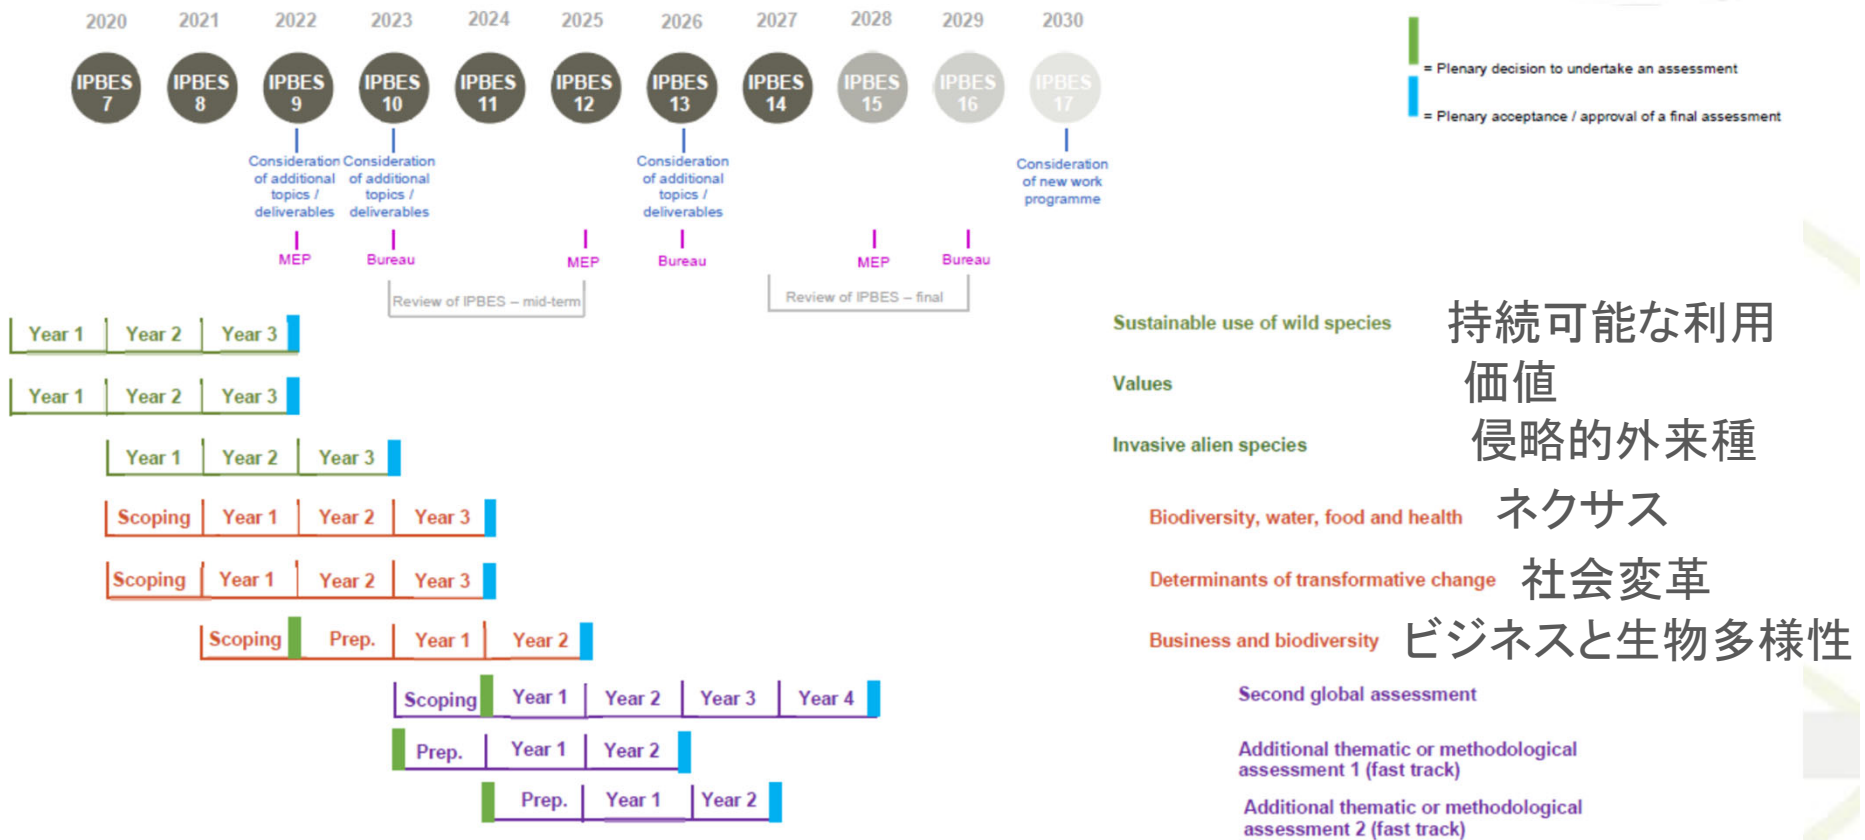 2020 2021 2022 2023 2024 2025 2026 2027 2028 2029 2030
IPBES IPBES IPBES IPBES IPBES IPBES IPBES IPBES IPBES IPBES IPBES
7 8 9 10 11 12 13 14 15 16 17
= Plenary decision to undertake an assessment
= Plenary acceptance / approval of a final assessment
Consideration
of additional
topics /
deliverables
Consideration
of additional
topics /
deliverables
Consideration
of additional
topics /
deliverables
Consideration
of new work
programme
MEP Bureau MEP Bureau MEP Bureau
Review of IPBES – mid-term
Review of IPBES – final
Year 1 Year 2 Year 3 Sustainable use of wild species 持続可能な利用
Year 1 Year 2 Year 3 Values 価値
Year 1 Year 2 Year 3 Invasive alien species 侵略的外来種
Scoping Year 1 Year 2 Year 3 Biodiversity, water, food and health ネクサス
Scoping Year 1 Year 2 Year 3 Determinants of transformative change 社会変革
Scoping Prep. Year 1 Year 2 Business and biodiversity ビジネスと生物多様性
Scoping Year 1 Year 2 Year 3 Year 4 Second global assessment
Prep. Year 1 Year 2 Additional thematic or methodological
assessment 1 (fast track)
Prep. Year 1 Year 2 Additional thematic or methodological
assessment 2 (fast track)